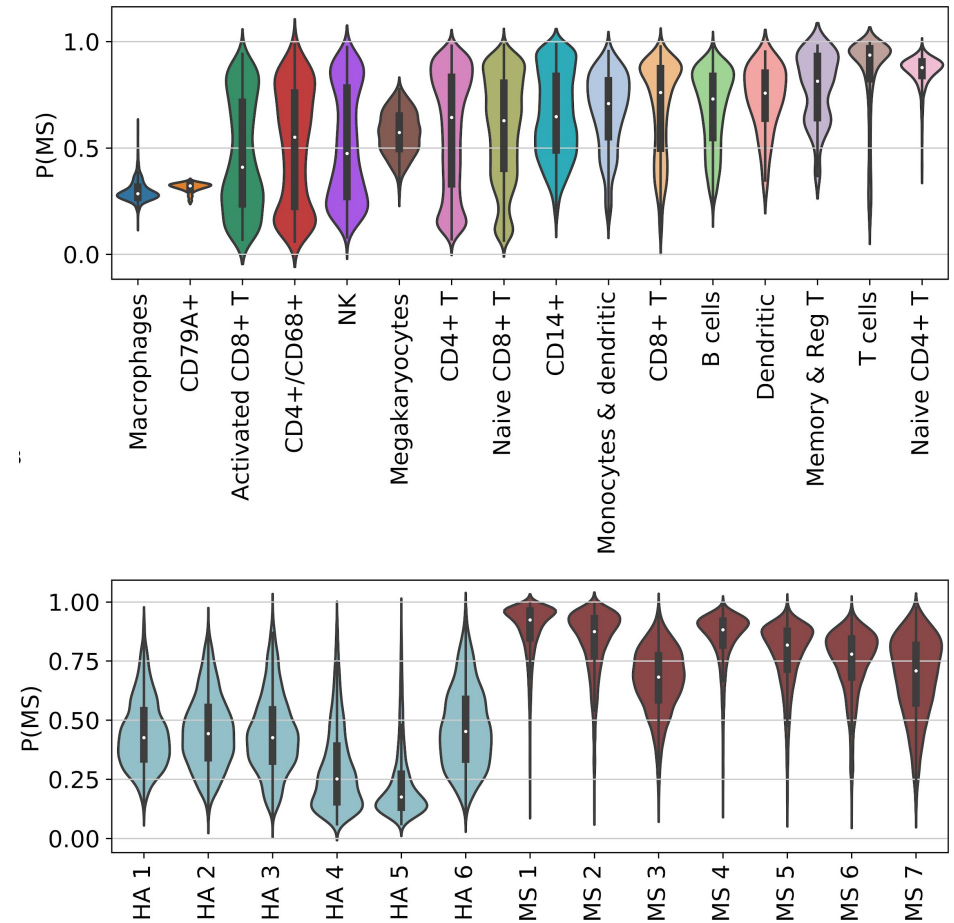 1.0
0.5
0.0
P(MS)
Macrophages
CD79A+
Activated CD8+ T
CD4+/CD68+
NK
Megakaryocytes
CD4+ T
Naive CD8+ T
CD14+
Monocytes & dendritic
CD8+ T
B cells
Dendritic
Memory & Reg T
T cells
Naive CD4+ T
1.00
0.75
0.50
0.25
0.00
P(MS)
HA 1
HA 2
HA 3
HA 4
HA 5
HA 6
MS 1
MS 2
MS 3
MS 4
MS 5
MS 6
MS 7